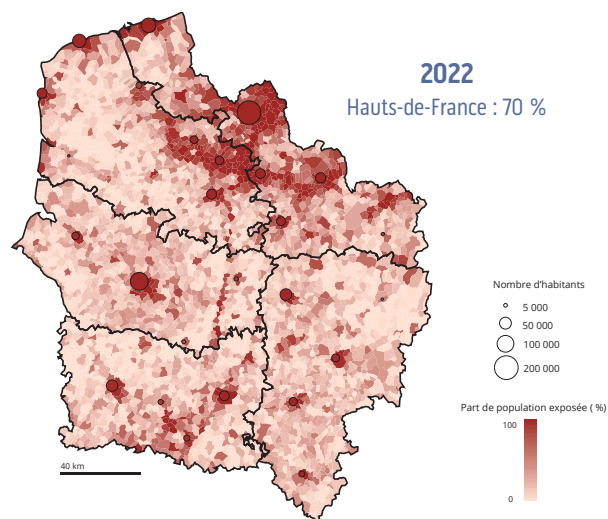 2022
Hauts-de-France : 70 %
Nombre d'habitants
5 000
50 000
100 000
200 000
Part de population exposée ( %)
100
0
40 km